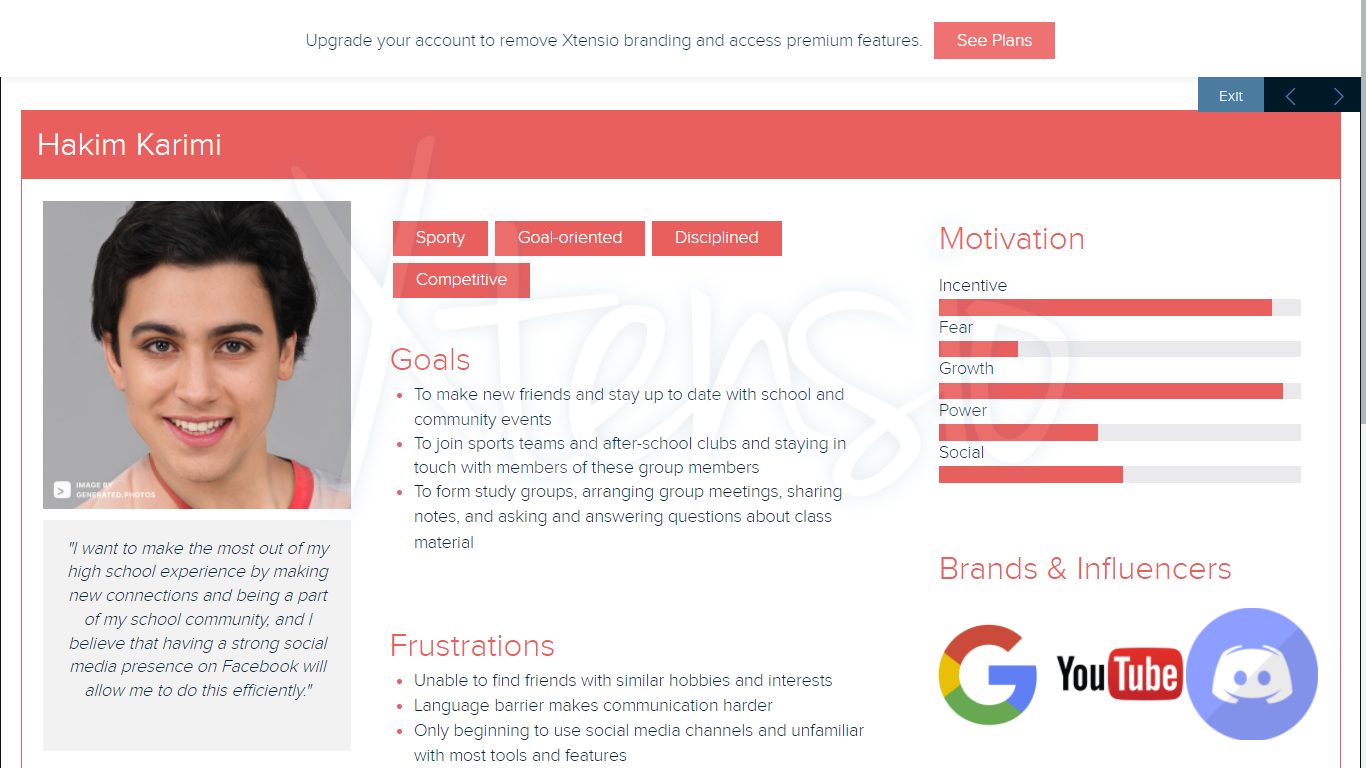 Upgrade your account to remove Xtensio branding and access premium features.
See Plans
Exit
Hakim Karimi
Xtensio
IMAGE BY
GENERATED.PHOTOS
"I want to make the most out of my
high school experience by making
new connections and being a part
of my school community, and I
believe that having a strong social
media presence on Facebook will
allow me to do this efficiently."
Sporty
Goal-oriented
Disciplined
Competitive
Goals
To make new friends and stay up to date with school and
community events
To join sports teams and after-school clubs and staying in
touch with members of these group members
To form study groups, arranging group meetings, sharing
notes, and asking and answering questions about class
material
Frustrations
Unable to find friends with similar hobbies and interests
Language barrier makes communication harder
Only beginning to use social media channels and unfamiliar
with most tools and features
Motivation
Incentive
Fear
Growth
Power
Social
Brands & Influencers
G
YouTube